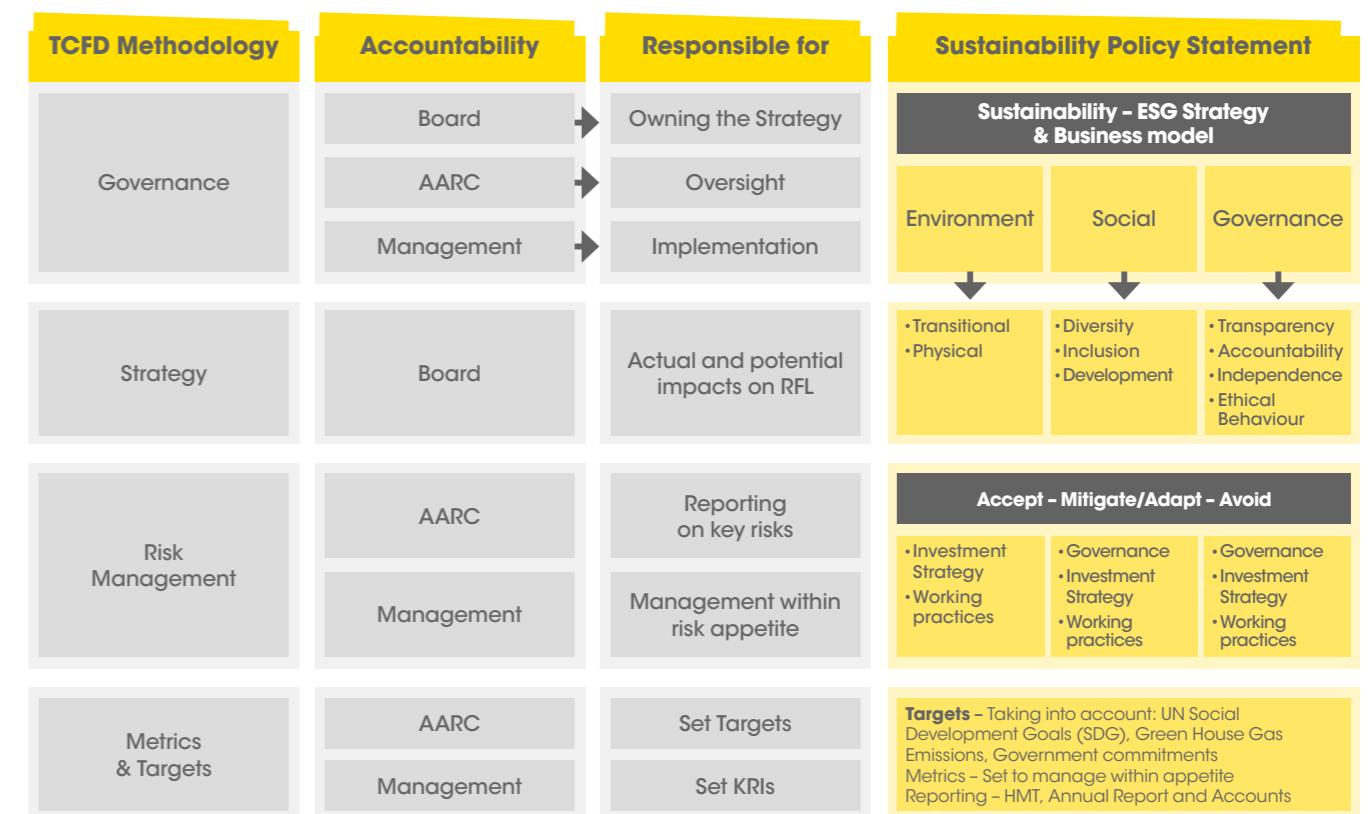 TCFD Methodology
Accountability
Responsible for
Sustainability Policy Statement
Governance
Board
Owning the Strategy
AARC
Oversight
Management
Implementation
Sustainability – ESG Strategy
& Business model
Environment
Social
Governance
Strategy
Board
Actual and potential
impacts on RFL
• Transitional
• Physical
• Diversity
• Inclusion
• Development
• Transparency
• Accountability
• Independence
• Ethical
Behaviour
Risk
Management
AARC
Reporting
on key risks
Management
Management within
risk appetite
Accept – Mitigate/Adapt – Avoid
• Investment
Strategy
• Working
practices
• Governance
• Investment
Strategy
• Working
practices
• Governance
• Investment
Strategy
• Working
practices
Metrics
& Targets
AARC
Set Targets
Management
Set KRIs
Targets – Taking into account: UN Social
Development Goals (SDG), Green House Gas
Emissions, Government commitments
Metrics – Set to manage within appetite
Reporting – HMT, Annual Report and Accounts